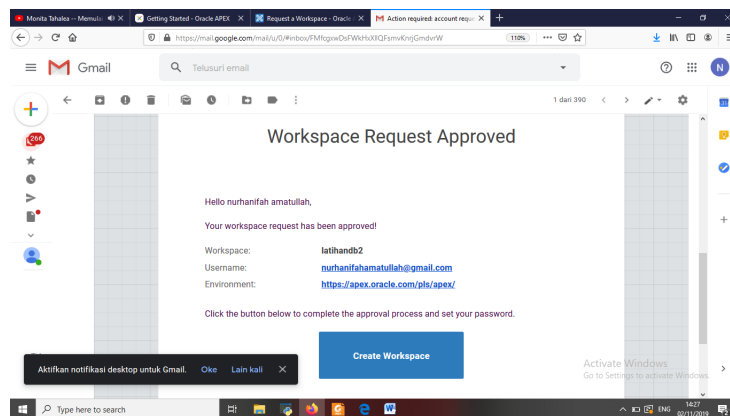 Monita Tahalea -- Memulai
Getting Started - Oracle APEX
Request a Workspace - Oracle
M Action required: account reque
https://mail.google.com/mail/u/0/#inbox/
110%
Gmail
Telusuri email
N
1 dari 390
266
Workspace Request Approved
Hello nurhanifah amatullah,
Your workspace request has been approved!
Workspace: latihandb2
Username: nurhanifahamatullah@gmail.com
Environment: https://apex.oracle.com/pls/apex/
Click the button below to complete the approval process and set your password.
Create Workspace
Aktifkan notifikasi desktop untuk Gmail. Oke Lain kali
Activate Windows
Go to Settings to activate Windows.
Type here to search
ENG
14:27
02/11/2019